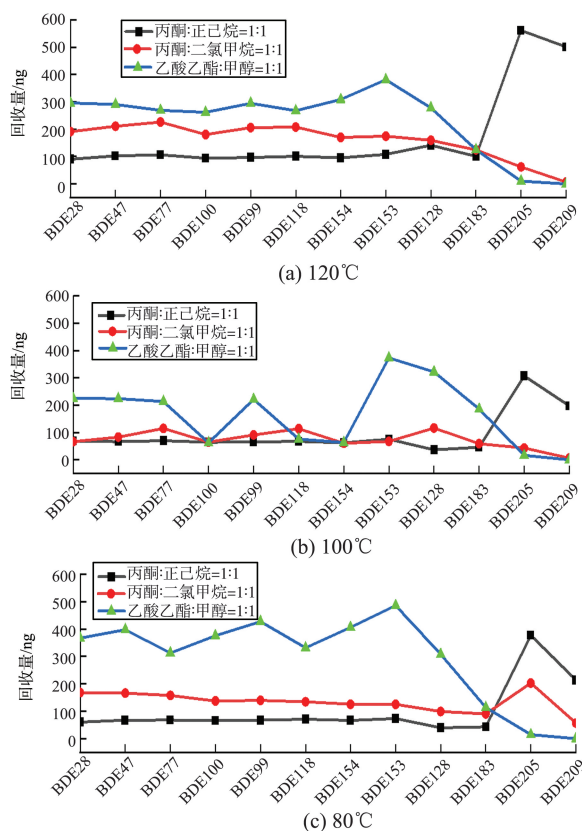 600
500
400
300
200
100
0
回收量/ng
丙酮:正己烷=1:1
丙酮:二氯甲烷=1:1
乙酸乙酯:甲醇=1:1
BDE28
BDE47
BDE77
BDE100
BDE99
BDE118
BDE154
BDE153
BDE128
BDE183
BDE205
BDE209
(a) 120℃
600
500
400
300
200
100
0
回收量/ng
丙酮:正己烷=1:1
丙酮:二氯甲烷=1:1
乙酸乙酯:甲醇=1:1
BDE28
BDE47
BDE77
BDE100
BDE99
BDE118
BDE154
BDE153
BDE128
BDE183
BDE205
BDE209
(b) 100℃
600
500
400
300
200
100
0
回收量/ng
丙酮:正己烷=1:1
丙酮:二氯甲烷=1:1
乙酸乙酯:甲醇=1:1
BDE28
BDE47
BDE77
BDE100
BDE99
BDE118
BDE154
BDE153
BDE128
BDE183
BDE205
BDE209
(c) 80℃